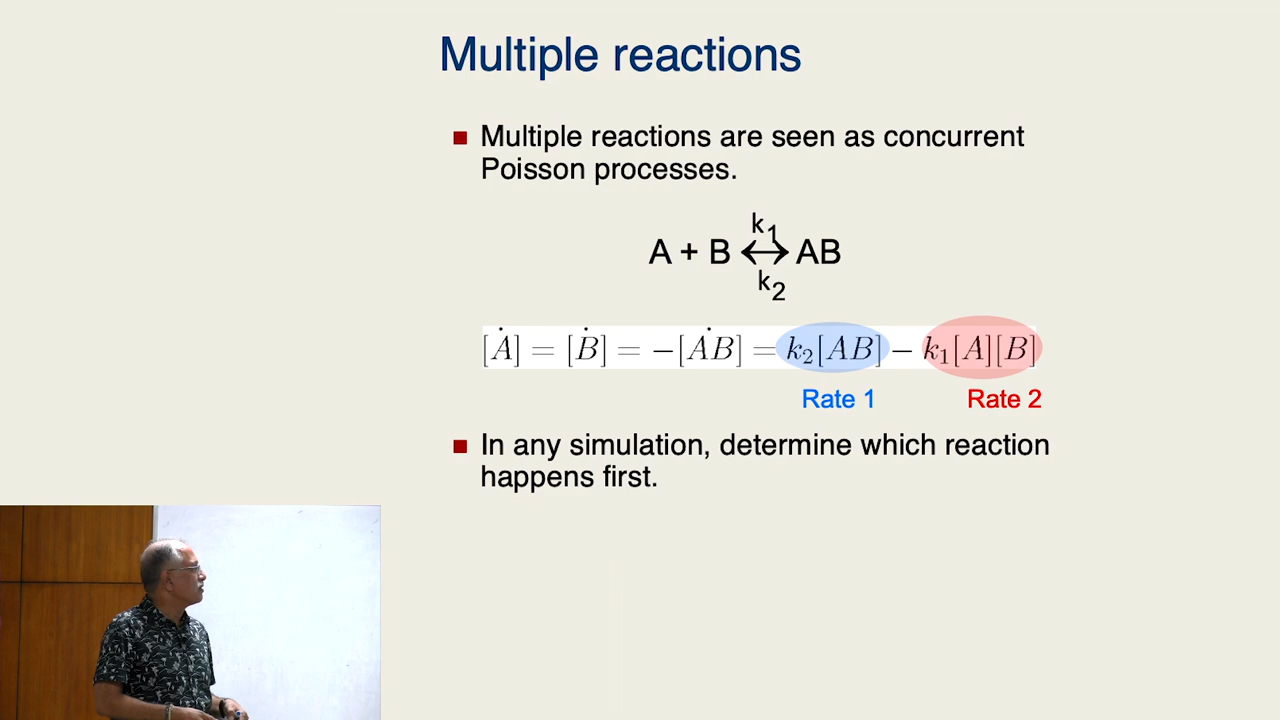 Multiple reactions
Multiple reactions are seen as concurrent
Poisson processes.
k₁
A + B ⟷ AB
k₂
[Ȧ] = [Ḃ] = −[ȦB] = k₂[AB] − k₁[A][B]
Rate 1 Rate 2
In any simulation, determine which reaction
happens first.